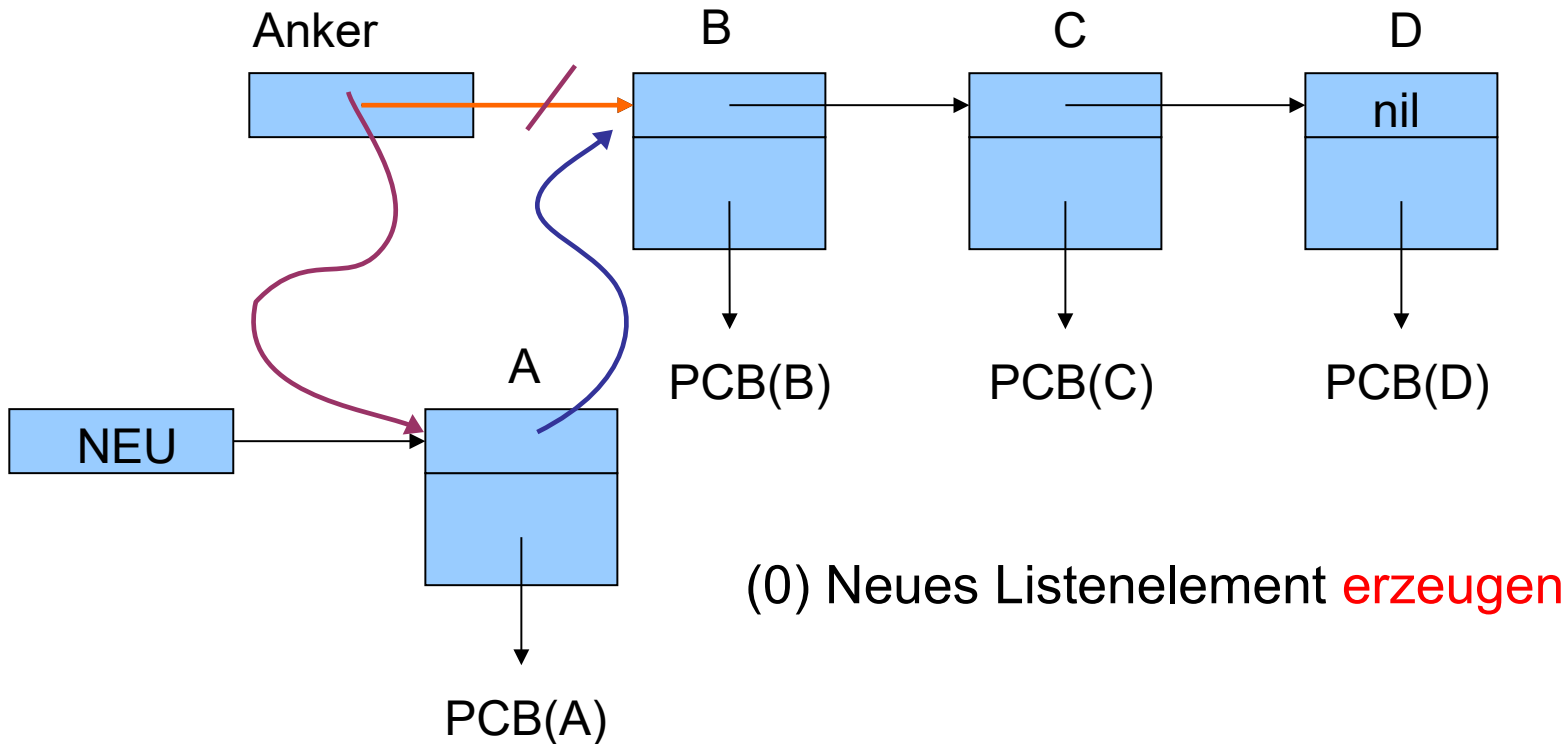 Anker
B
C
D
nil
A
PCB(B)
PCB(C)
PCB(D)
NEU
(0) Neues Listenelement erzeugen
PCB(A)